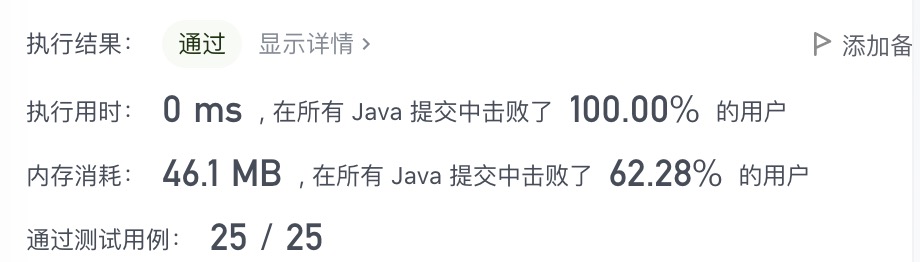 执行结果： 通过 显示详情 > 添加备
执行用时： 0 ms , 在所有 Java 提交中击败了 100.00% 的用户
内存消耗： 46.1 MB , 在所有 Java 提交中击败了 62.28% 的用户
通过测试用例： 25 / 25